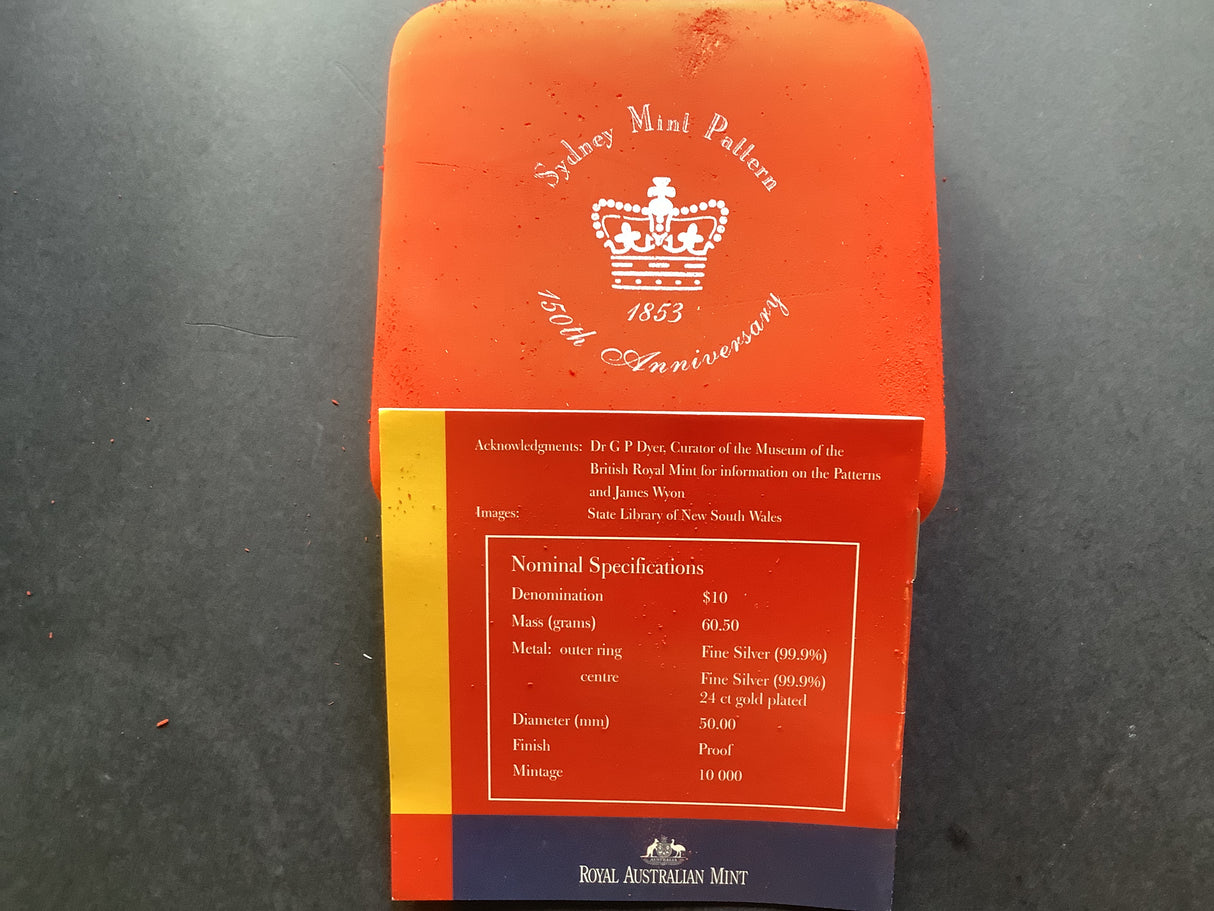 Sydney Mint Pattern
1853
150th Anniversary
Acknowledgments: Dr G P Dyer, Curator of the Museum of the
British Royal Mint for information on the Patterns
and James Wyon
Images: State Library of New South Wales
Nominal Specifications
Denomination $10
Mass (grams) 60.50
Metal: outer ring Fine Silver (99.9%)
centre Fine Silver (99.9%)
24 ct gold plated
Diameter (mm) 50.00
Finish Proof
Mintage 10 000
ROYAL AUSTRALIAN MINT